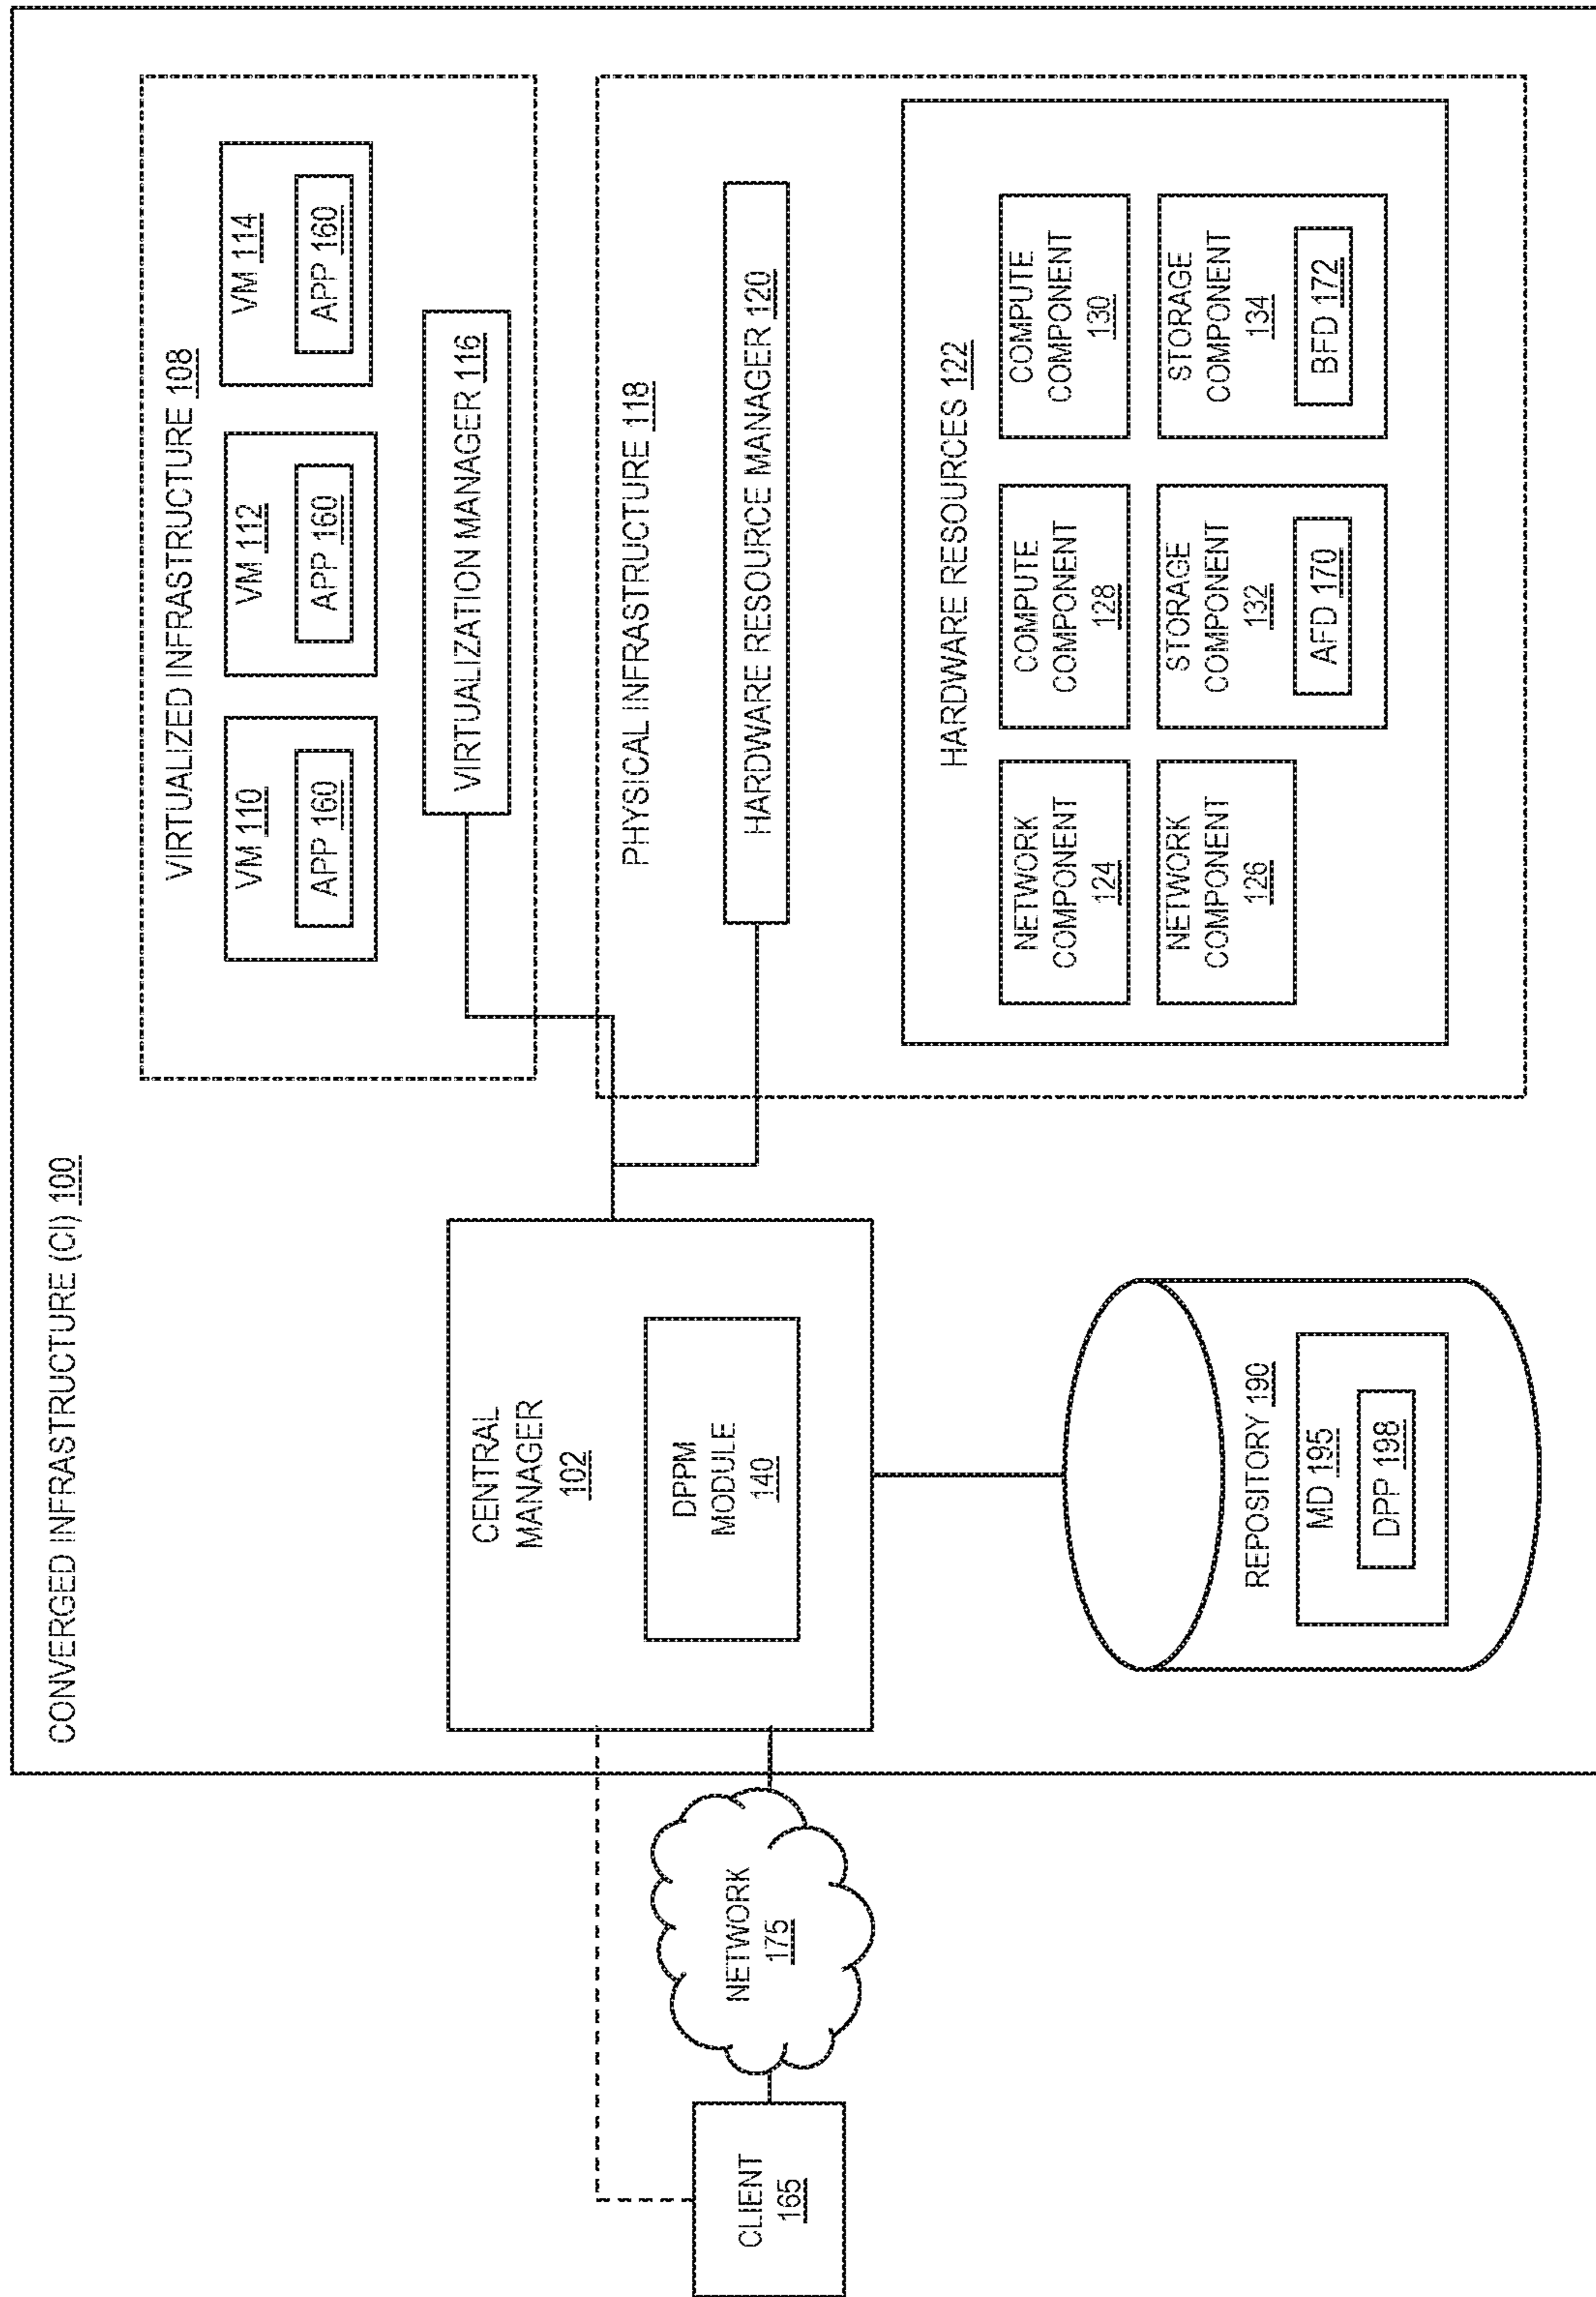 CONVERGED INFRASTRUCTURE (CI) 100
VIRTUALIZED INFRASTRUCTURE 108
VM 110
APP 160
VM 112
APP 160
VM 114
APP 160
VIRTUALIZATION MANAGER 116
PHYSICAL INFRASTRUCTURE 118
HARDWARE RESOURCE MANAGER 120
HARDWARE RESOURCES 122
NETWORK
COMPONENT
124
COMPUTE
COMPONENT
128
COMPUTE
COMPONENT
130
NETWORK
COMPONENT
126
STORAGE
COMPONENT
132
AFD 170
STORAGE
COMPONENT
134
BFD 172
CENTRAL
MANAGER
102
DPPM
MODULE
140
REPOSITORY 190
MD 195
DPP 198
NETWORK
175
CLIENT
165